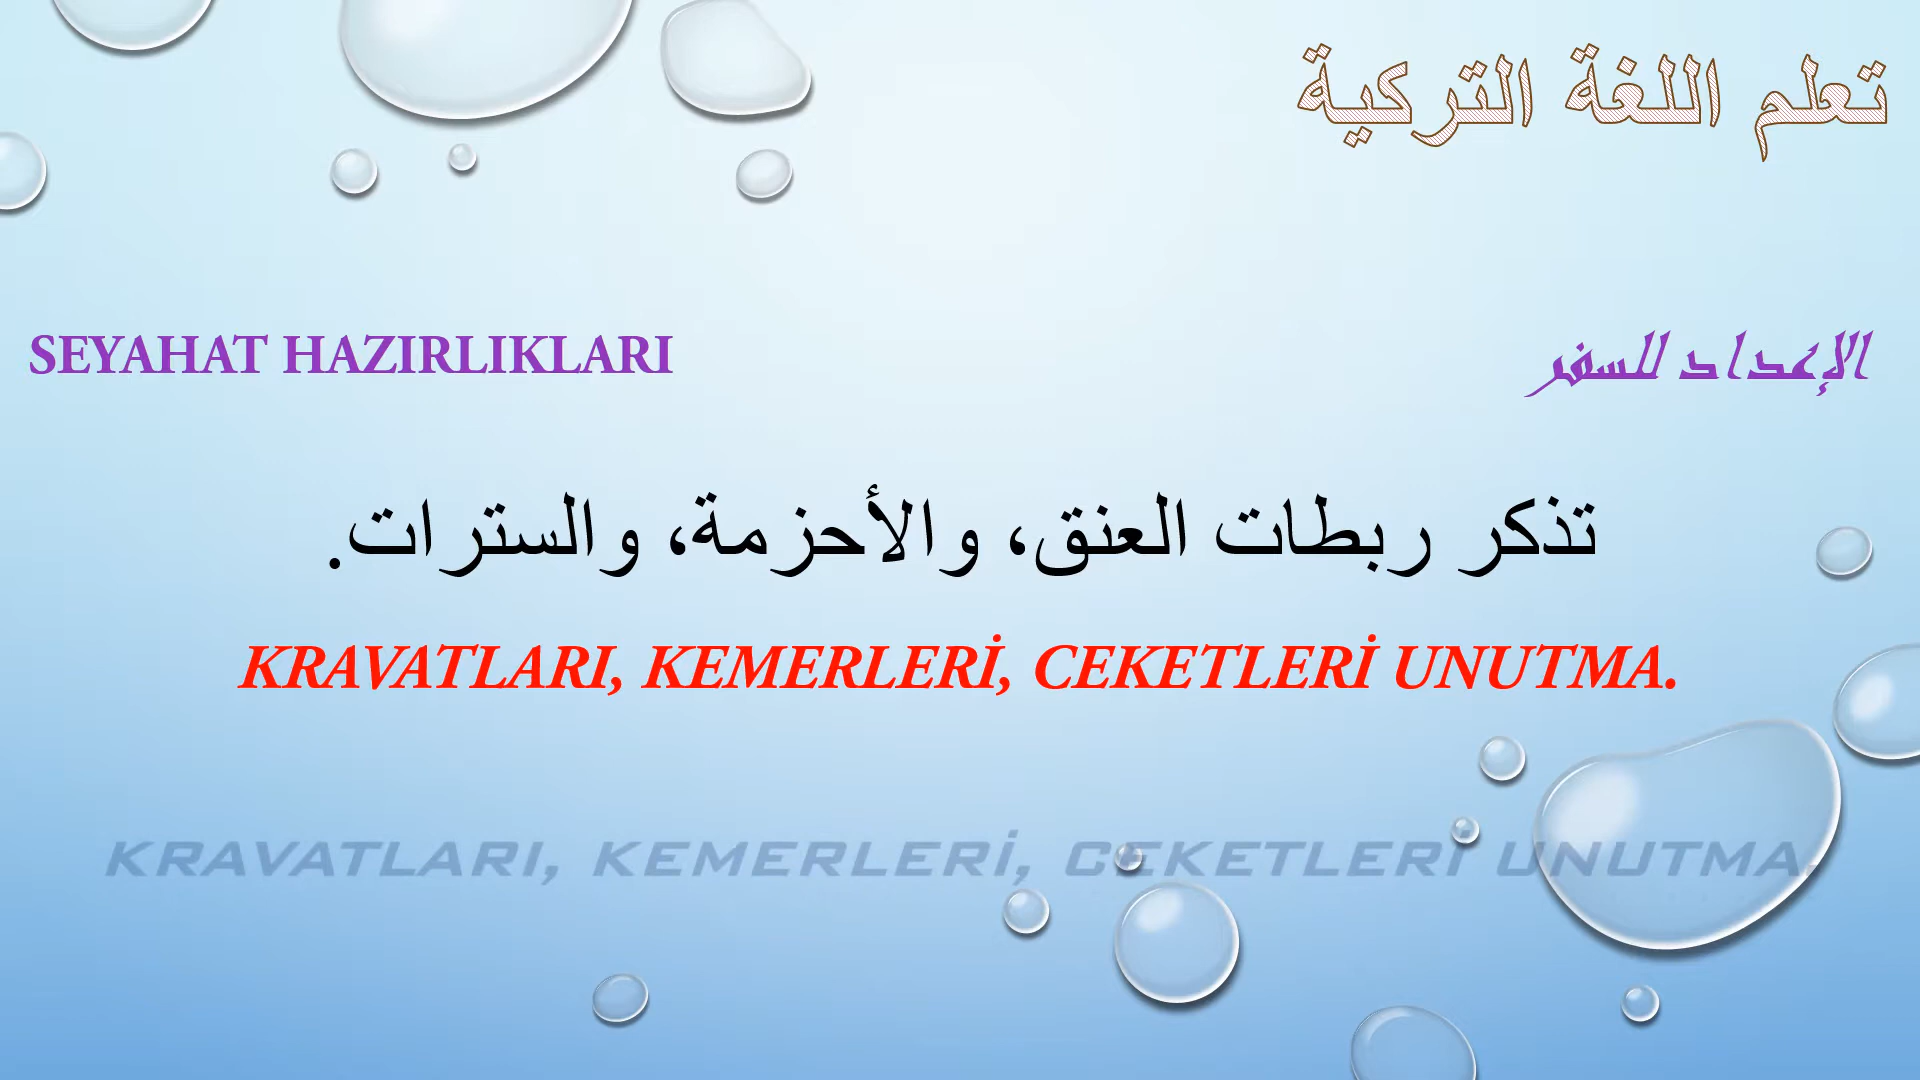 تعلم اللغة التركية
SEYAHAT HAZIRLIKLARI
الإعداد للسفر
تذكر ربطات العنق، والأحزمة، والسترات.
KRAVATLARI, KEMERLERİ, CEKETLERİ UNUTMA.
KRAVATLARI, KEMERLERİ, CEKETLERİ UNUTMA.